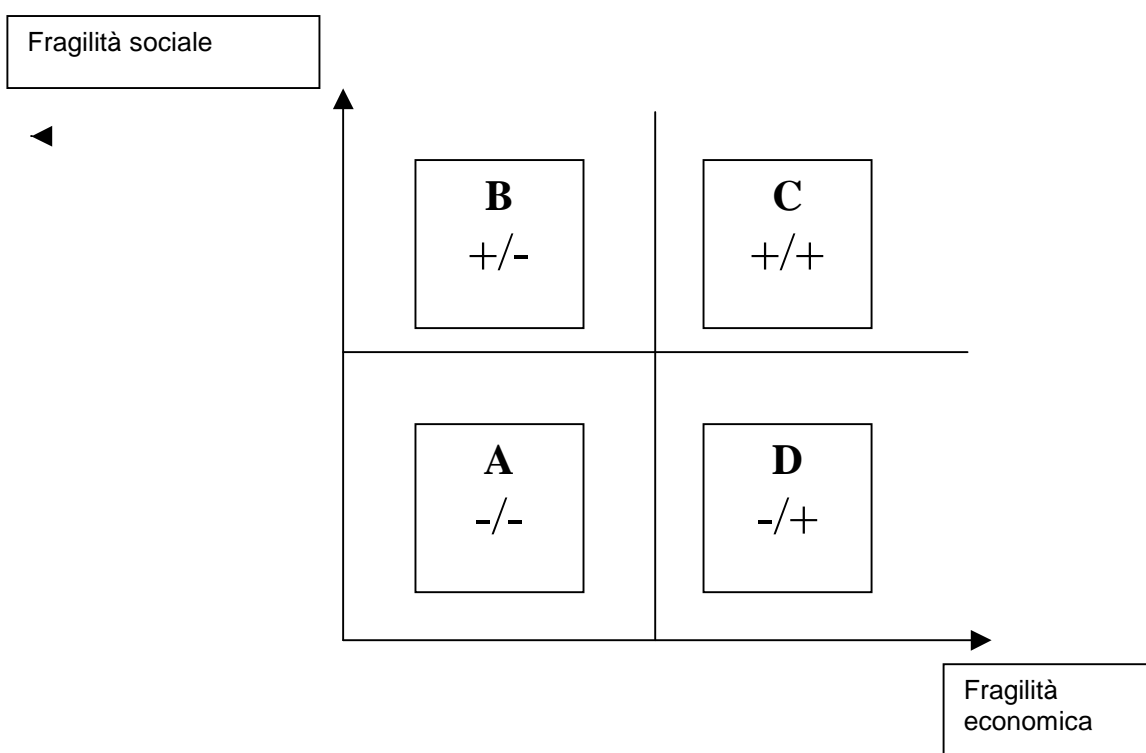 Fragilità sociale
B
+/-
C
+/+
A
-/-
D
-/+
Fragilità
economica